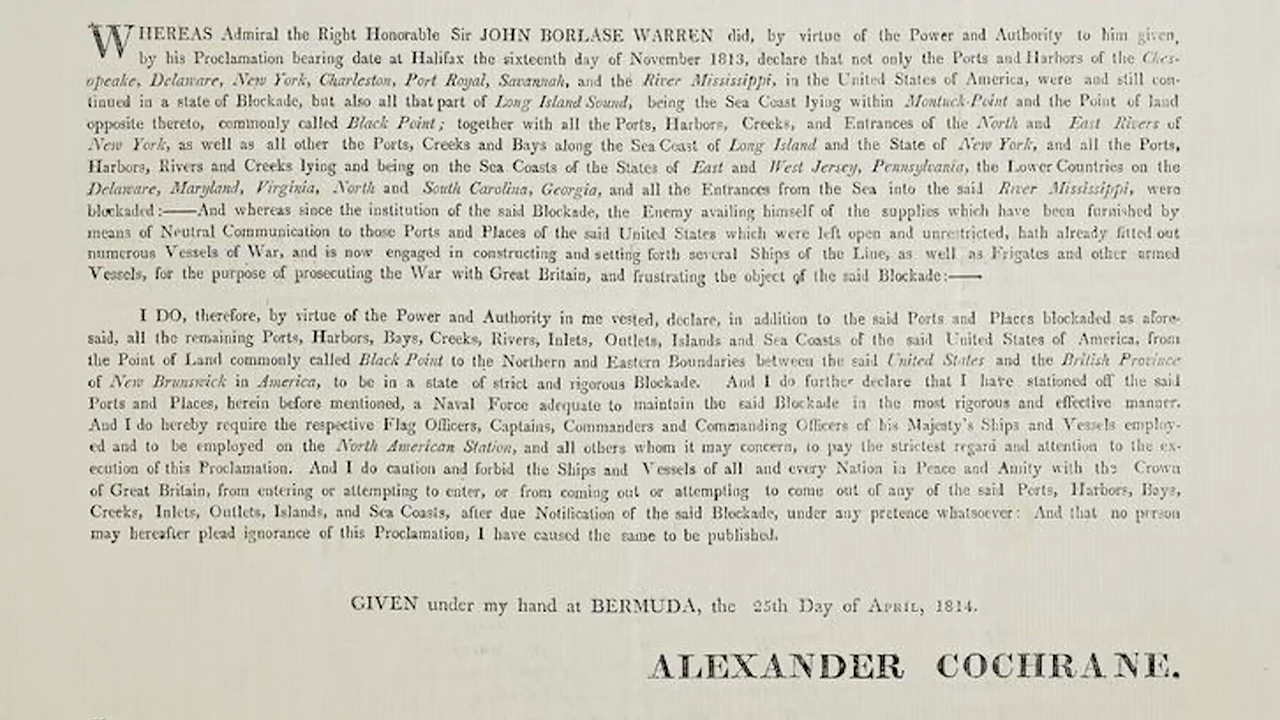 WHEREAS Admiral the Right Honorable Sir JOHN BORLASE WARREN did, by virtue of the Power and Authority to him given,
by his Proclamation bearing date at Halifax the sixteenth day of November 1813, declare that not only the Ports and Harbors of the Ches-
opeake, Delaware, New York, Charleston, Port Royal, Savannah, and the River Mississippi, in the United States of America, were and still con-
tinued in a state of Blockade, but also all that part of Long Island Sound, being the Sea Coast lying within Montuck-Point and the Point of land
opposite thereto, commonly called Black Point; together with all the Ports, Harbors, Creeks, and Entrances of the North and East Rivers of
New York, as well as all other the Ports, Creeks and Bays along the Sea Coast of Long Island and the State of New York, and all the Ports,
Harbors, Rivers and Creeks lying and being on the Sea Coasts of the States of East and West Jersey, Pennsylvania, the Lower Countries on the
Delaware, Maryland, Virginia, North and South Carolina, Georgia, and all the Entrances from the Sea into the said River Mississippi, were
blockaded:——And whereas since the institution of the said Blockade, the Enemy availing himself of the supplies which have been furnished by
means of Neutral Communication to those Ports and Places of the said United States which were left open and unrestricted, hath already fitted out
numerous Vessels of War, and is now engaged in constructing and setting forth several Ships of the Line, as well as Frigates and other armed
Vessels, for the purpose of prosecuting the War with Great Britain, and frustrating the object of the said Blockade:——
I DO, therefore, by virtue of the Power and Authority in me vested, declare, in addition to the said Ports and Places blockaded as afore-
said, all the remaining Ports, Harbors, Bays, Creeks, Rivers, Inlets, Outlets, Islands and Sea Coasts of the said United States of America, from
the Point of Land commonly called Black Point to the Northern and Eastern Boundaries between the said United States and the British Province
of New Brunswick in America, to be in a state of strict and rigorous Blockade. And I do further declare that I have stationed off the said
Ports and Places, herein before mentioned, a Naval Force adequate to maintain the said Blockade in the most rigorous and effective manner.
And I do hereby require the respective Flag Officers, Captains, Commanders and Commanding Officers of his Majesty's Ships and Vessels employ-
ed and to be employed on the North American Station, and all others whom it may concern, to pay the strictest regard and attention to the ex-
ecution of this Proclamation. And I do caution and forbid the Ships and Vessels of all and every Nation in Peace and Amity with the Crown
of Great Britain, from entering or attempting to enter, or from coming out or attempting to come out of any of the said Ports, Harbors, Bays,
Creeks, Inlets, Outlets, Islands, and Sea Coasts, after due Notification of the said Blockade, under any pretence whatsoever: And that no person
may hereafter plead ignorance of this Proclamation, I have caused the same to be published.
GIVEN under my hand at BERMUDA, the 25th Day of APRIL, 1814.
ALEXANDER COCHRANE.